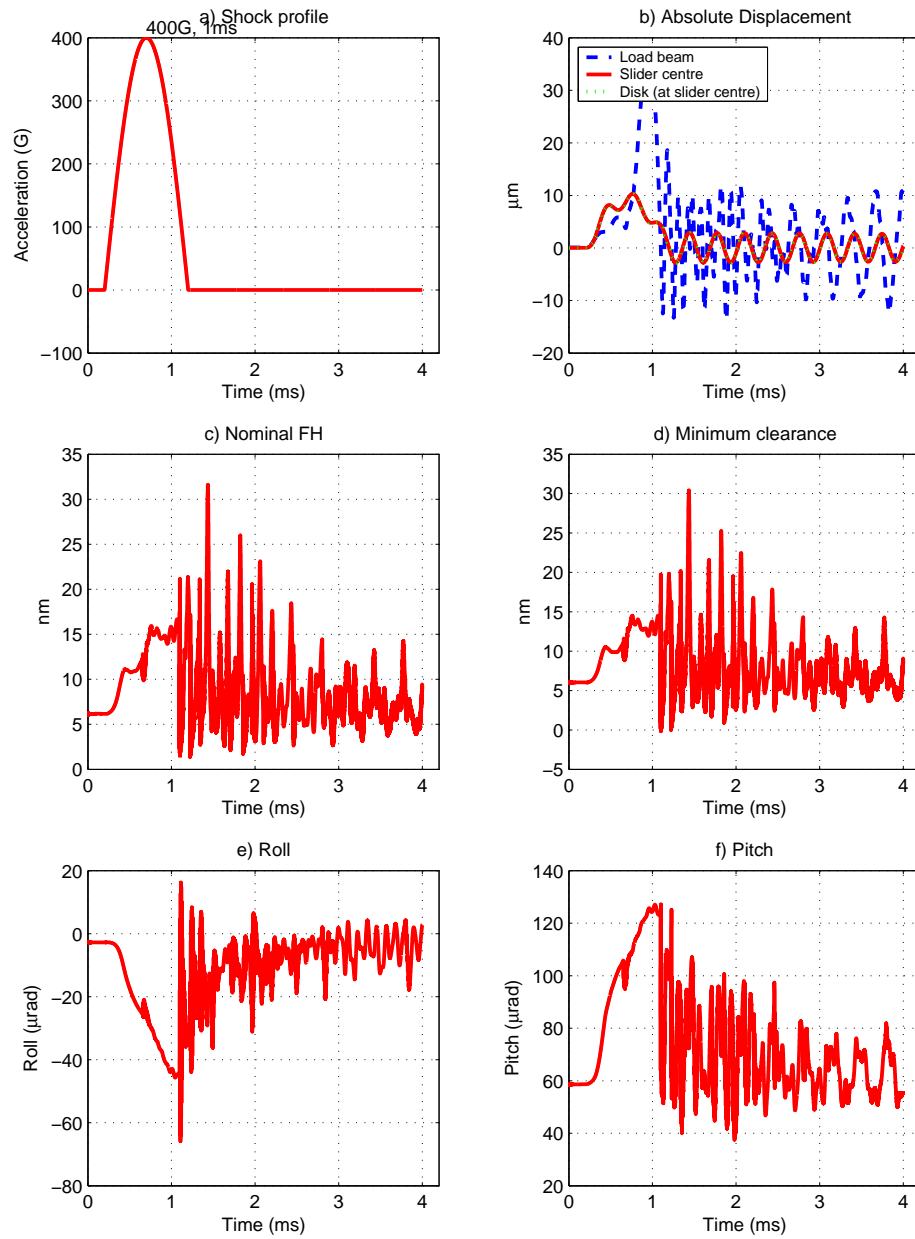 a) Shock profile
400G, 1ms
400
300
200
100
0
−100
Acceleration (G)
0 1 2 3 4
Time (ms)
b) Absolute Displacement
Load beam
Slider centre
Disk (at slider centre)
40
30
20
10
0
−10
−20
μm
0 1 2 3 4
Time (ms)
c) Nominal FH
35
30
25
20
15
10
5
0
nm
0 1 2 3 4
Time (ms)
d) Minimum clearance
35
30
25
20
15
10
5
0
−5
nm
0 1 2 3 4
Time (ms)
e) Roll
20
0
−20
−40
−60
−80
Roll (μrad)
0 1 2 3 4
Time (ms)
f) Pitch
140
120
100
80
60
40
20
Pitch (μrad)
0 1 2 3 4
Time (ms)